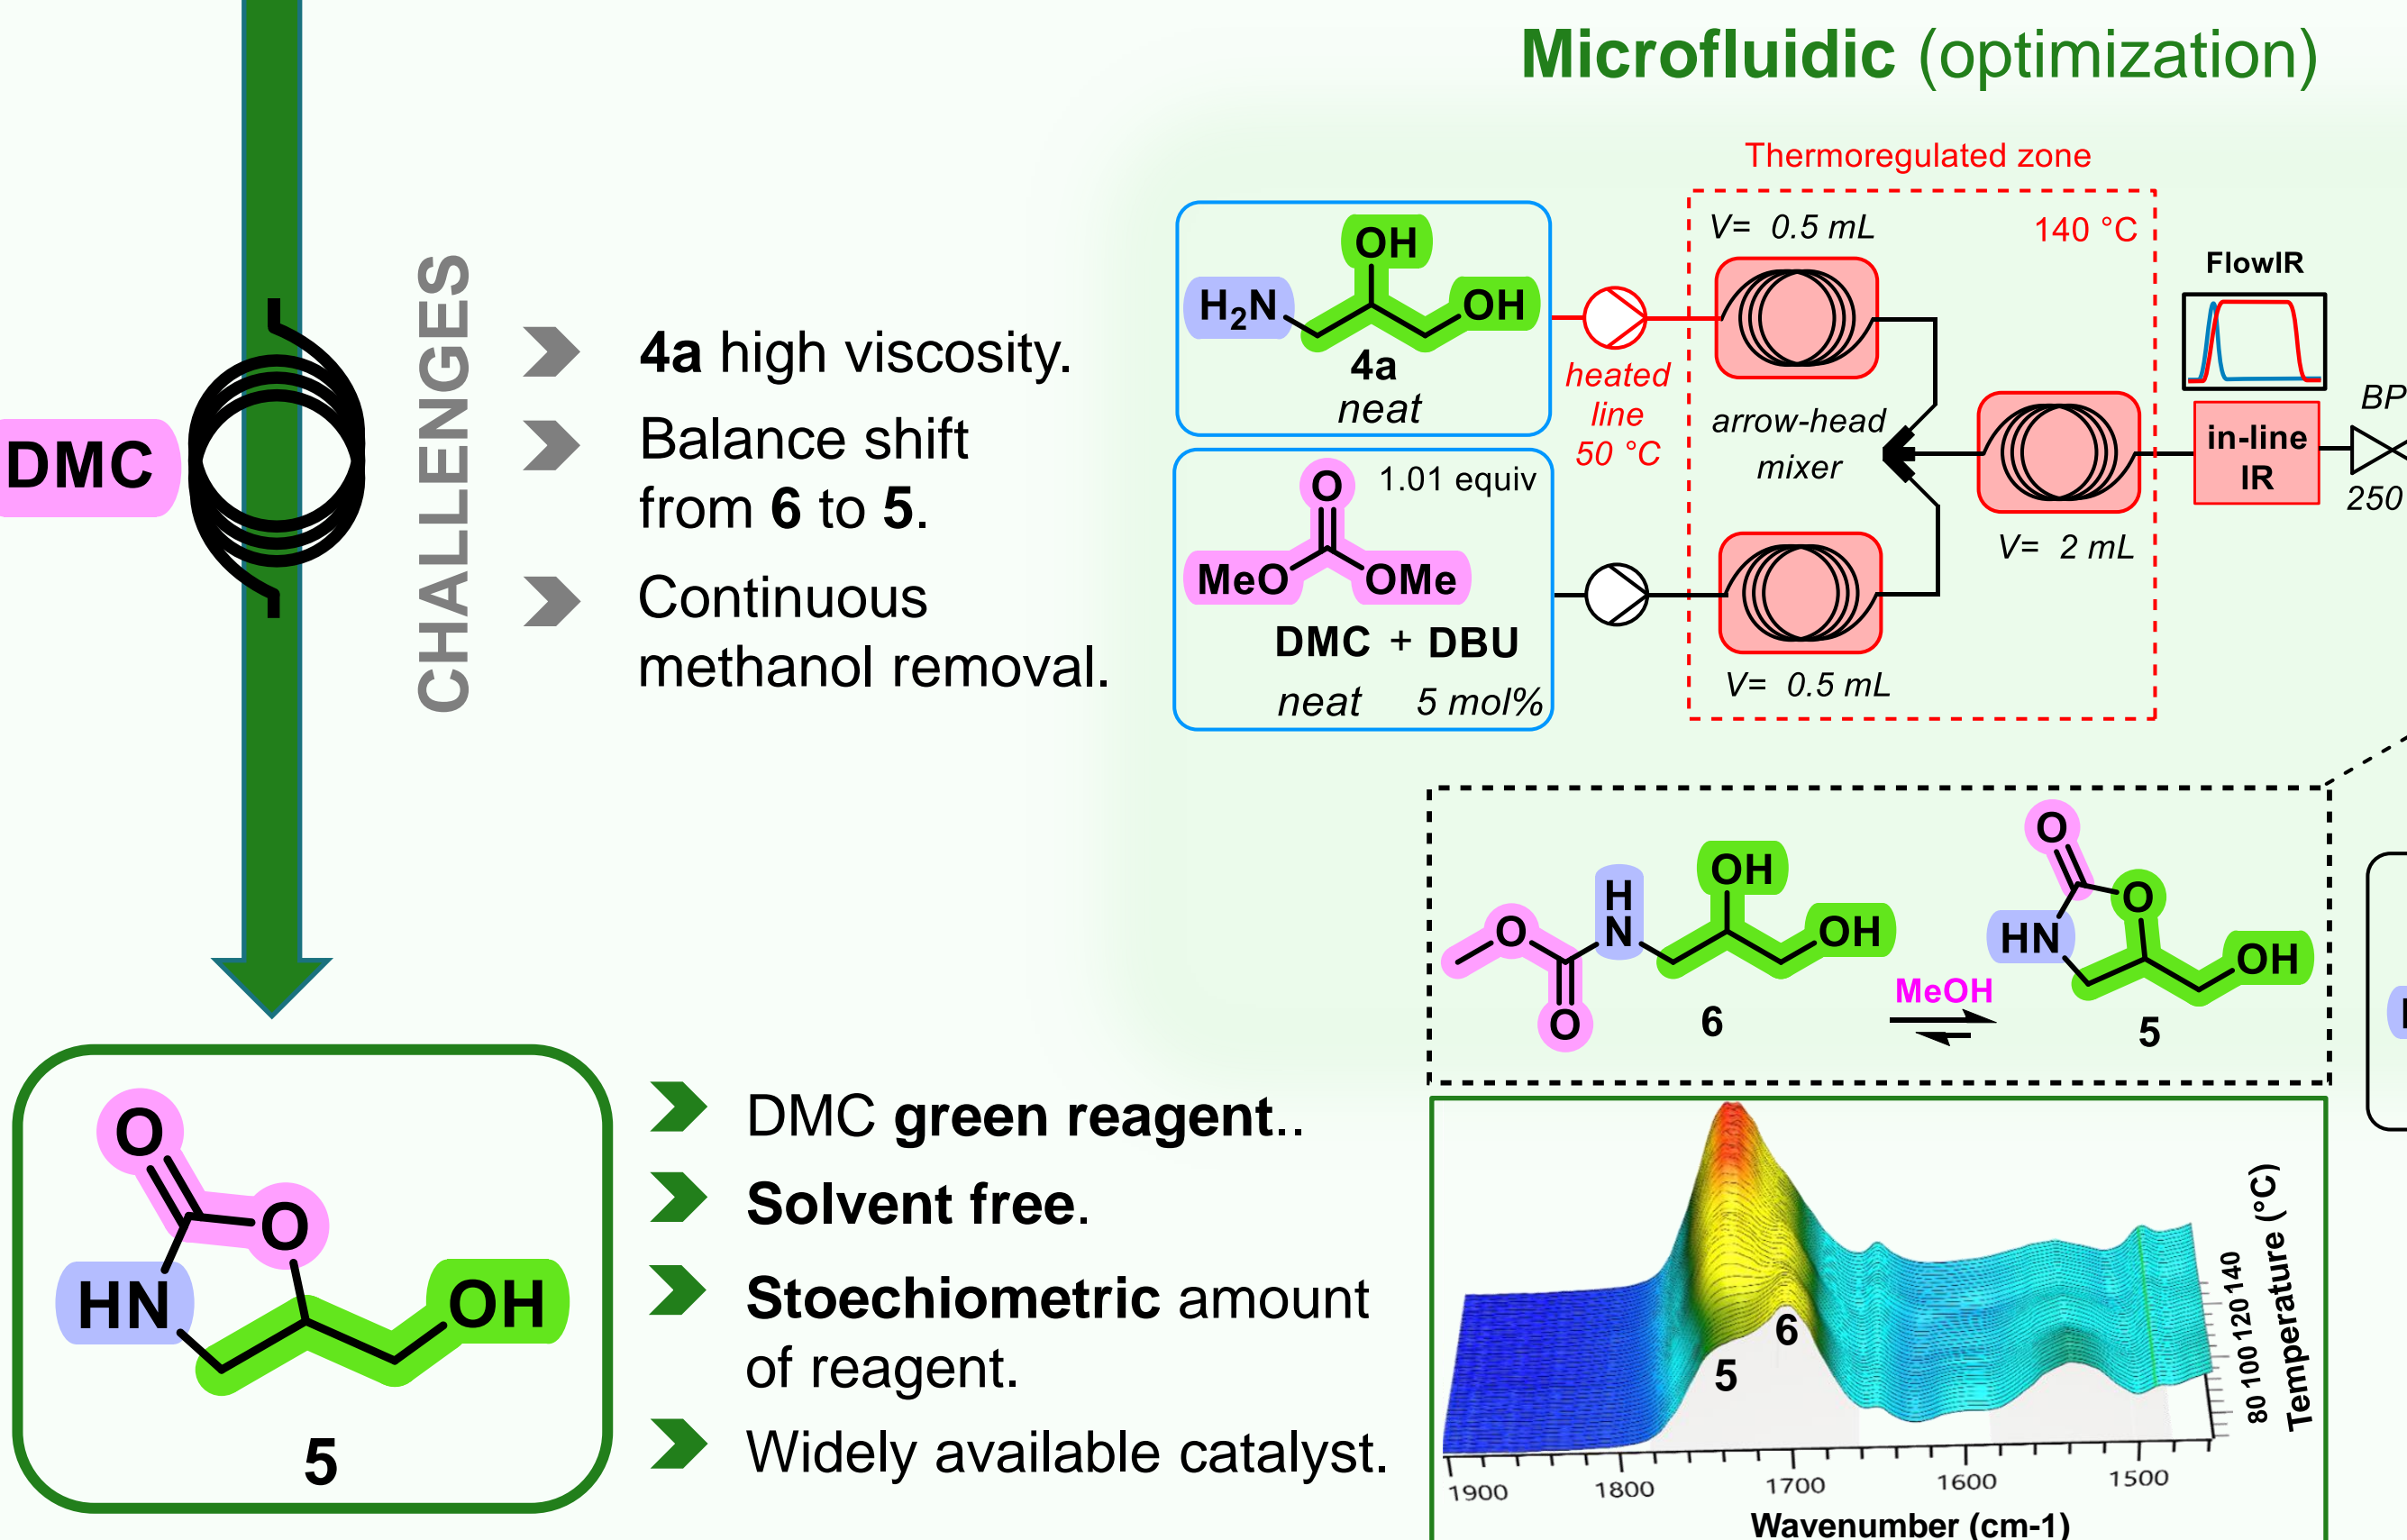 Microfluidic (optimization)
DMC
CHALLENGES
4a high viscosity.
Balance shift
from 6 to 5.
Continuous
methanol removal.
Thermoregulated zone
140 °C
OH
H₂N
OH
4a
neat
heated
line
50 °C
V= 0.5 mL
arrow-head
mixer
V= 2 mL
V= 0.5 mL
FlowIR
in-line
IR
250
O
1.01 equiv
MeO
OMe
DMC + DBU
neat 5 mol%
O
H
N
OH
OH
O
6
MeOH
O
O
HN
OH
5
O
O
HN
OH
5
DMC green reagent..
Solvent free.
Stoechiometric amount
of reagent.
Widely available catalyst.
6
5
80 100 120 140
Temperature (°C)
1900 1800 1700 1600 1500
Wavenumber (cm-1)